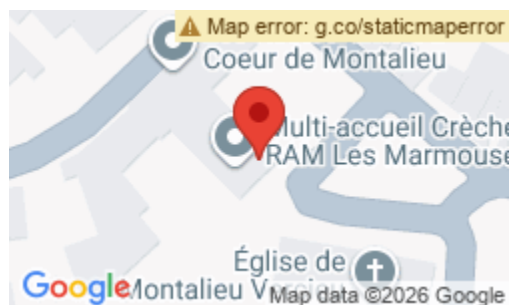 Map error: g.co/staticmaperror
Coeur de Montalieu
Multi-accueil Crèche
RAM Les Marmouse
Église de
Montalieu
Google
Map data ©2026 Google